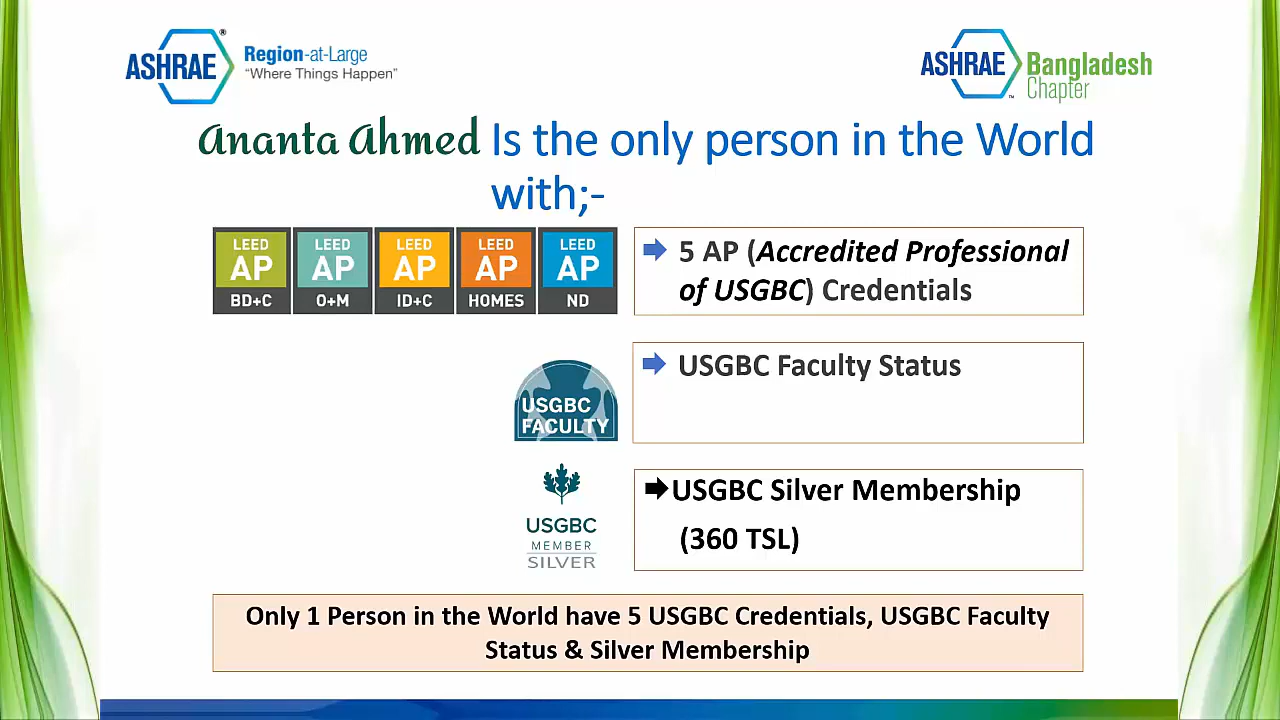 ASHRAE® Region-at-Large
"Where Things Happen"
ASHRAE™ Bangladesh
Chapter
Ananta Ahmed Is the only person in the World
with;-
LEED AP BD+C
LEED AP O+M
LEED AP ID+C
LEED AP HOMES
LEED AP ND
5 AP (Accredited Professional
of USGBC) Credentials
USGBC
FACULTY
USGBC Faculty Status
USGBC
MEMBER
SILVER
USGBC Silver Membership
(360 TSL)
Only 1 Person in the World have 5 USGBC Credentials, USGBC Faculty
Status & Silver Membership